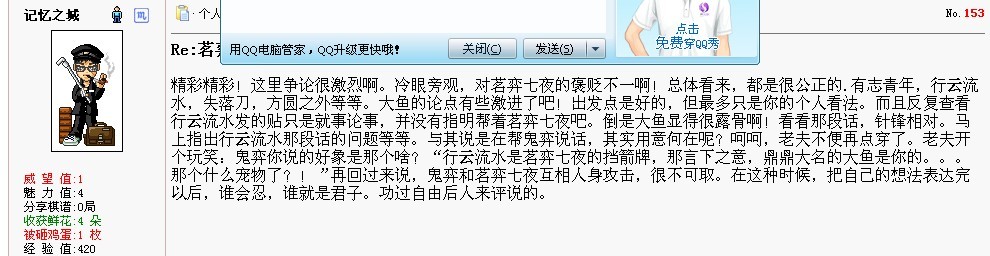 记忆之城
· 个人
No.153
点击
免费穿QQ秀
Re:茗弈
用QQ电脑管家，QQ升级更快哦！
关闭(C)
发送(S)
精彩精彩！这里争论很激烈啊。冷眼旁观，对茗弈七夜的褒贬不一啊！总体看来，都是很公正的.有志青年，行云流
水，失落刀，方圆之外等等。大鱼的论点有些激进了吧！出发点是好的，但最多只是你的个人看法。而且反复查看
行云流水发的贴只是就事论事，并没有指明帮着茗弈七夜吧。倒是大鱼显得很露骨啊！看看那段话，针锋相对。马
上指出行云流水那段话的问题等等。与其说是在帮鬼弈说话，其实用意何在呢？呵呵，老夫不便再点穿了。老夫开
个玩笑：鬼弈你说的好象是那个啥？“行云流水是茗弈七夜的挡箭牌，那言下之意，鼎鼎大名的大鱼是你的。。。
那个什么宠物了？！”再回过来说，鬼弈和茗弈七夜互相人身攻击，很不可取。在这种时候，把自己的想法表达完
以后，谁会忍，谁就是君子。功过自由后人来评说的。
威 望 值:1
魅 力 值:4
分享棋谱:0局
收获鲜花:4 朵
被砸鸡蛋:1 枚
经 验 值:420